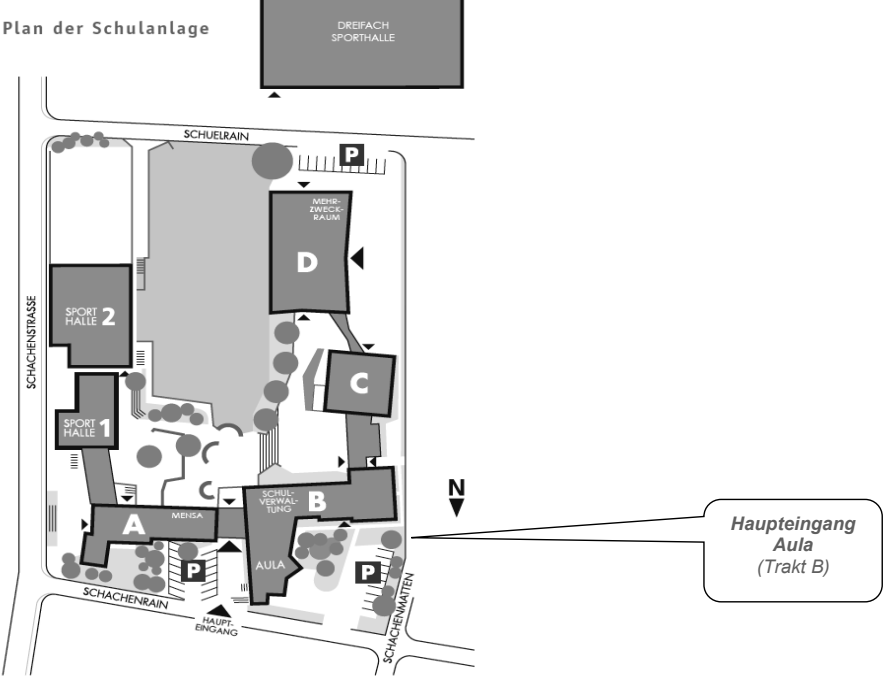 Plan der Schulanlage
DREIFACH
SPORTHALLE
SCHUELRAIN
P
MEHR-
ZWECK-
RAUM
D
SCHACHENSTRASSE
SPORT
HALLE 2
C
SPORT
HALLE 1
SCHUL-
VERWAL-
TUNG
B
N
A
MENSA
Haupteingang
Aula
(Trakt B)
AULA
P
P
SCHACHENRAIN
HAUPT-
EINGANG
SCHACHENMATTEN